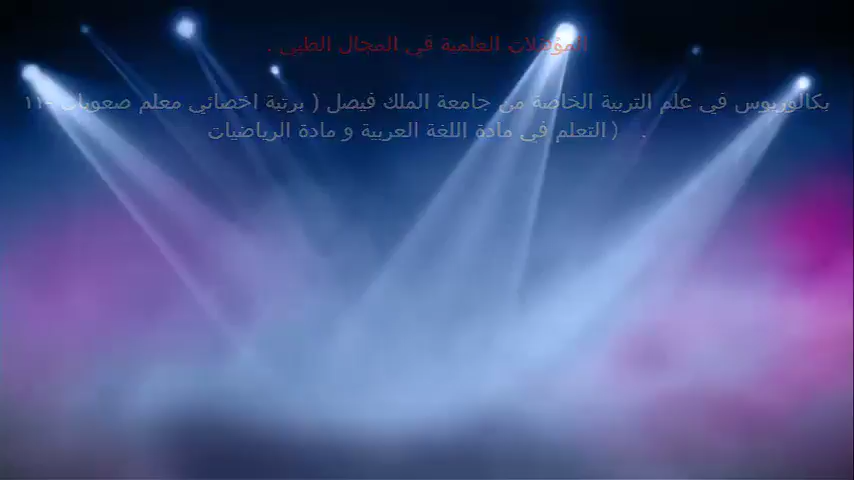 المؤهلات العلمية في المجال الطبي .
١١- بكالوريوس في علم التربية الخاصة من جامعة الملك فيصل ( برتبة اخصائي معلم صعوبات
التعلم في مادة اللغة العربية و مادة الرياضيات ) .